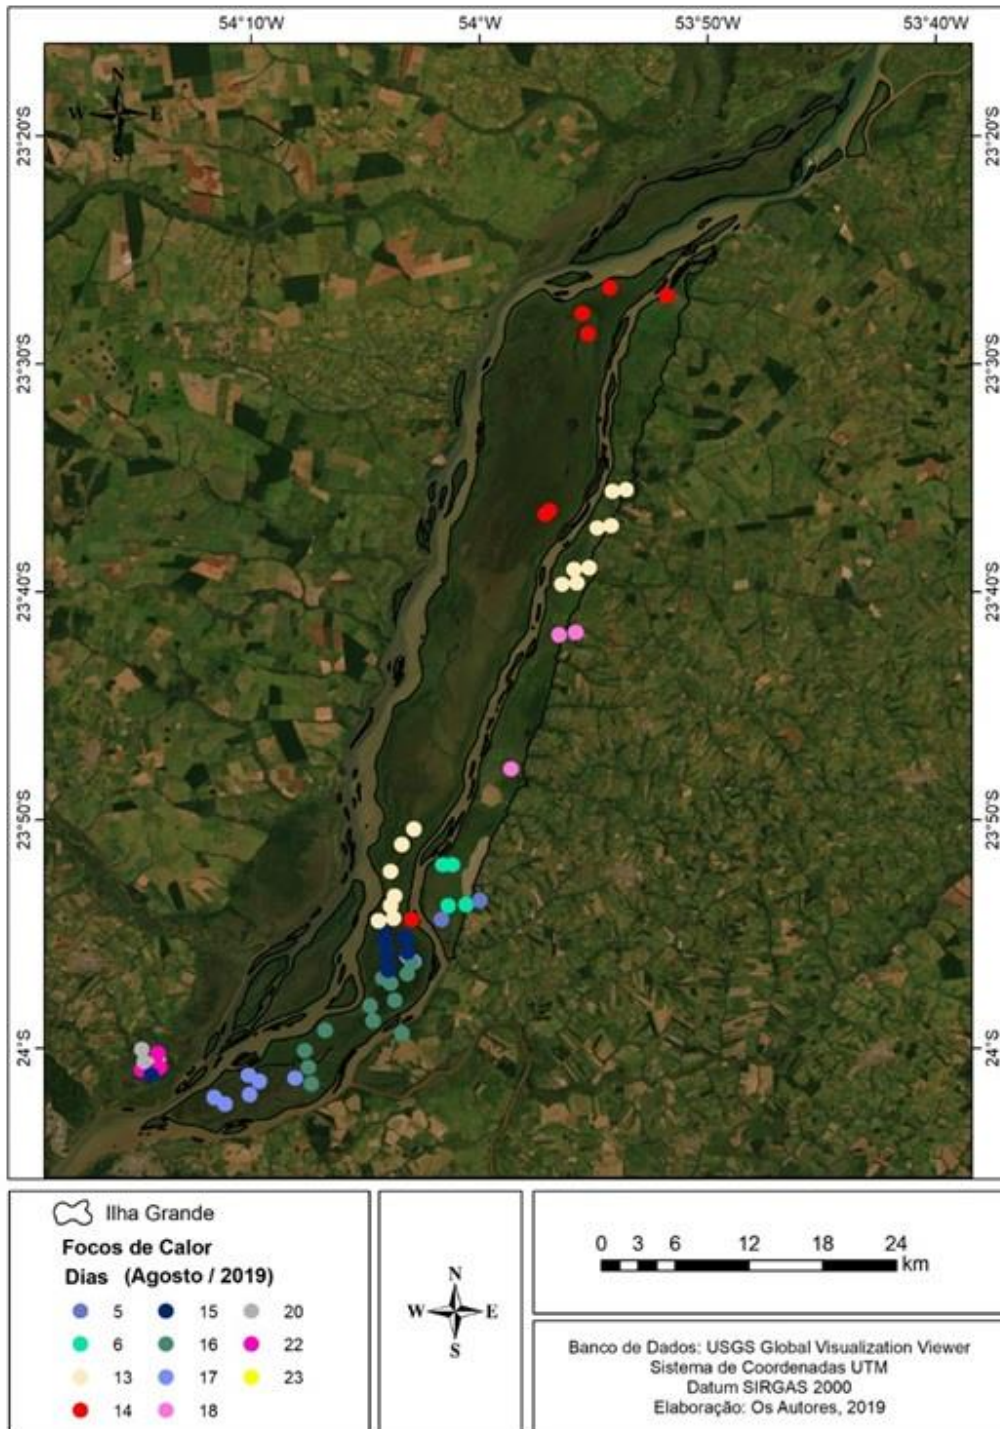 54°10'W 54°W 53°50'W 53°40'W
N
W E
S
23°20'S 23°20'S
23°30'S 23°30'S
23°40'S 23°40'S
23°50'S 23°50'S
24°S 24°S
Ilha Grande
Focos de Calor
Dias (Agosto / 2019)
5 15 20
6 16 22
13 17 23
14 18
N
W E
S
0 3 6 12 18 24
km
Banco de Dados: USGS Global Visualization Viewer
Sistema de Coordenadas UTM
Datum SIRGAS 2000
Elaboração: Os Autores, 2019